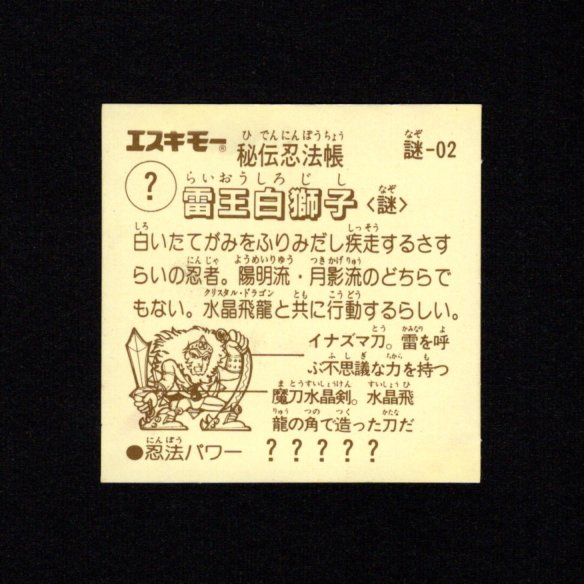 エスキモー®
ひでんにんぽうちょう
秘伝忍法帳
なぞ
謎-02
?
らいおうしろじし
雷王白獅子
なぞ
〈謎〉
しろ しっそう
白いたてがみをふりみだし疾走するさす
にんじゃ ようめいりゅう つきかげりゅう
らいの忍者。陽明流・月影流のどちらで
クリスタル・ドラゴン とも こうどう
もない。水晶飛龍と共に行動するらしい。
とう かみなり よ
イナズマ刀。雷を呼
ふしぎ ちから も
ぶ不思議な力を持つ
まとうすいしょうけん すいしょうひ
魔刀水晶剣。水晶飛
りゅう つの つく かたな
龍の角で造った刀だ
にんぽう
●忍法パワー ?????